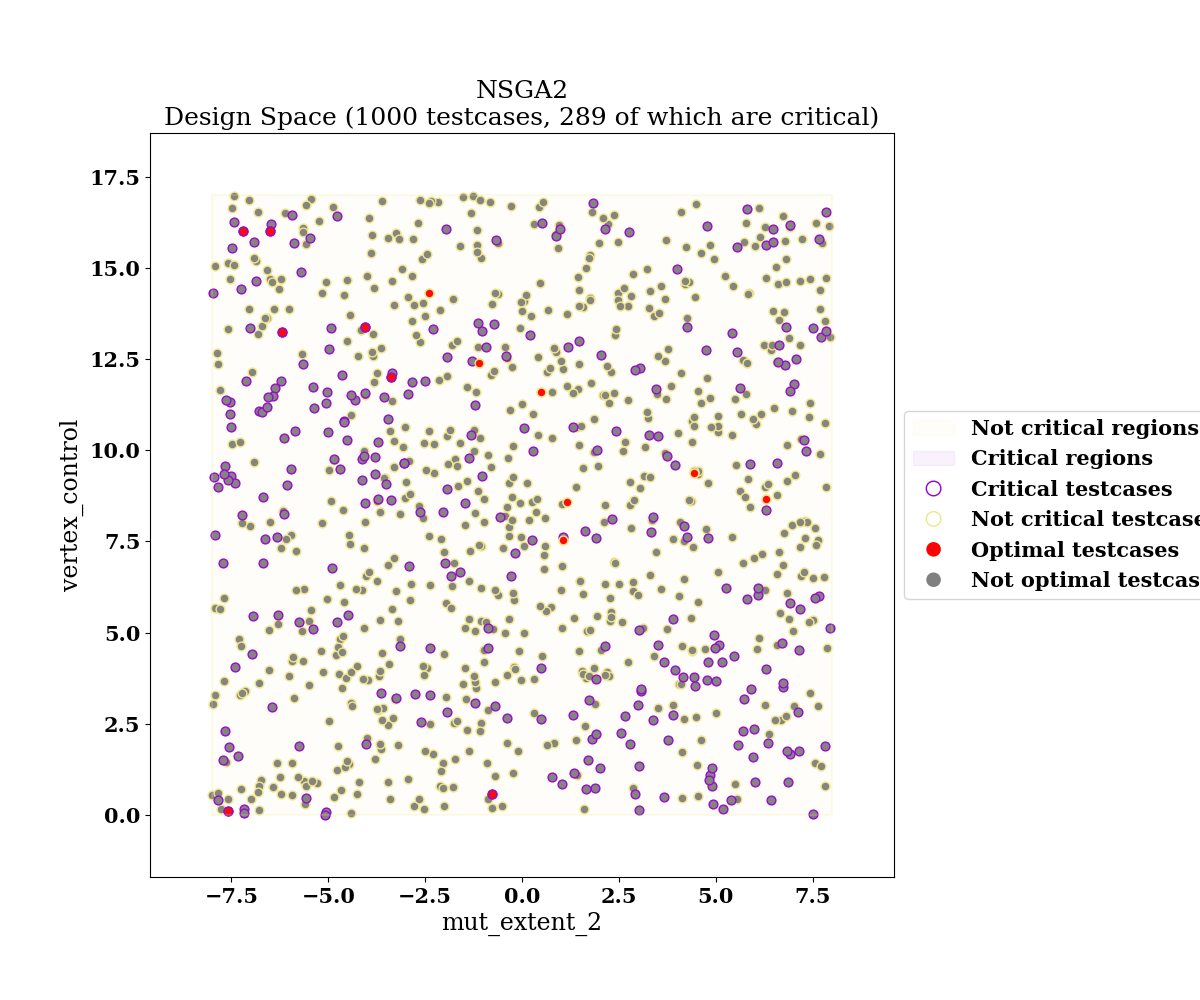 NSGA2
Design Space (1000 testcases, 289 of which are critical)
17.5
15.0
12.5
10.0
7.5
5.0
2.5
0.0
vertex_control
−7.5 −5.0 −2.5 0.0 2.5 5.0 7.5
mut_extent_2
Not critical regions
Critical regions
Critical testcases
Not critical testcase
Optimal testcases
Not optimal testcas